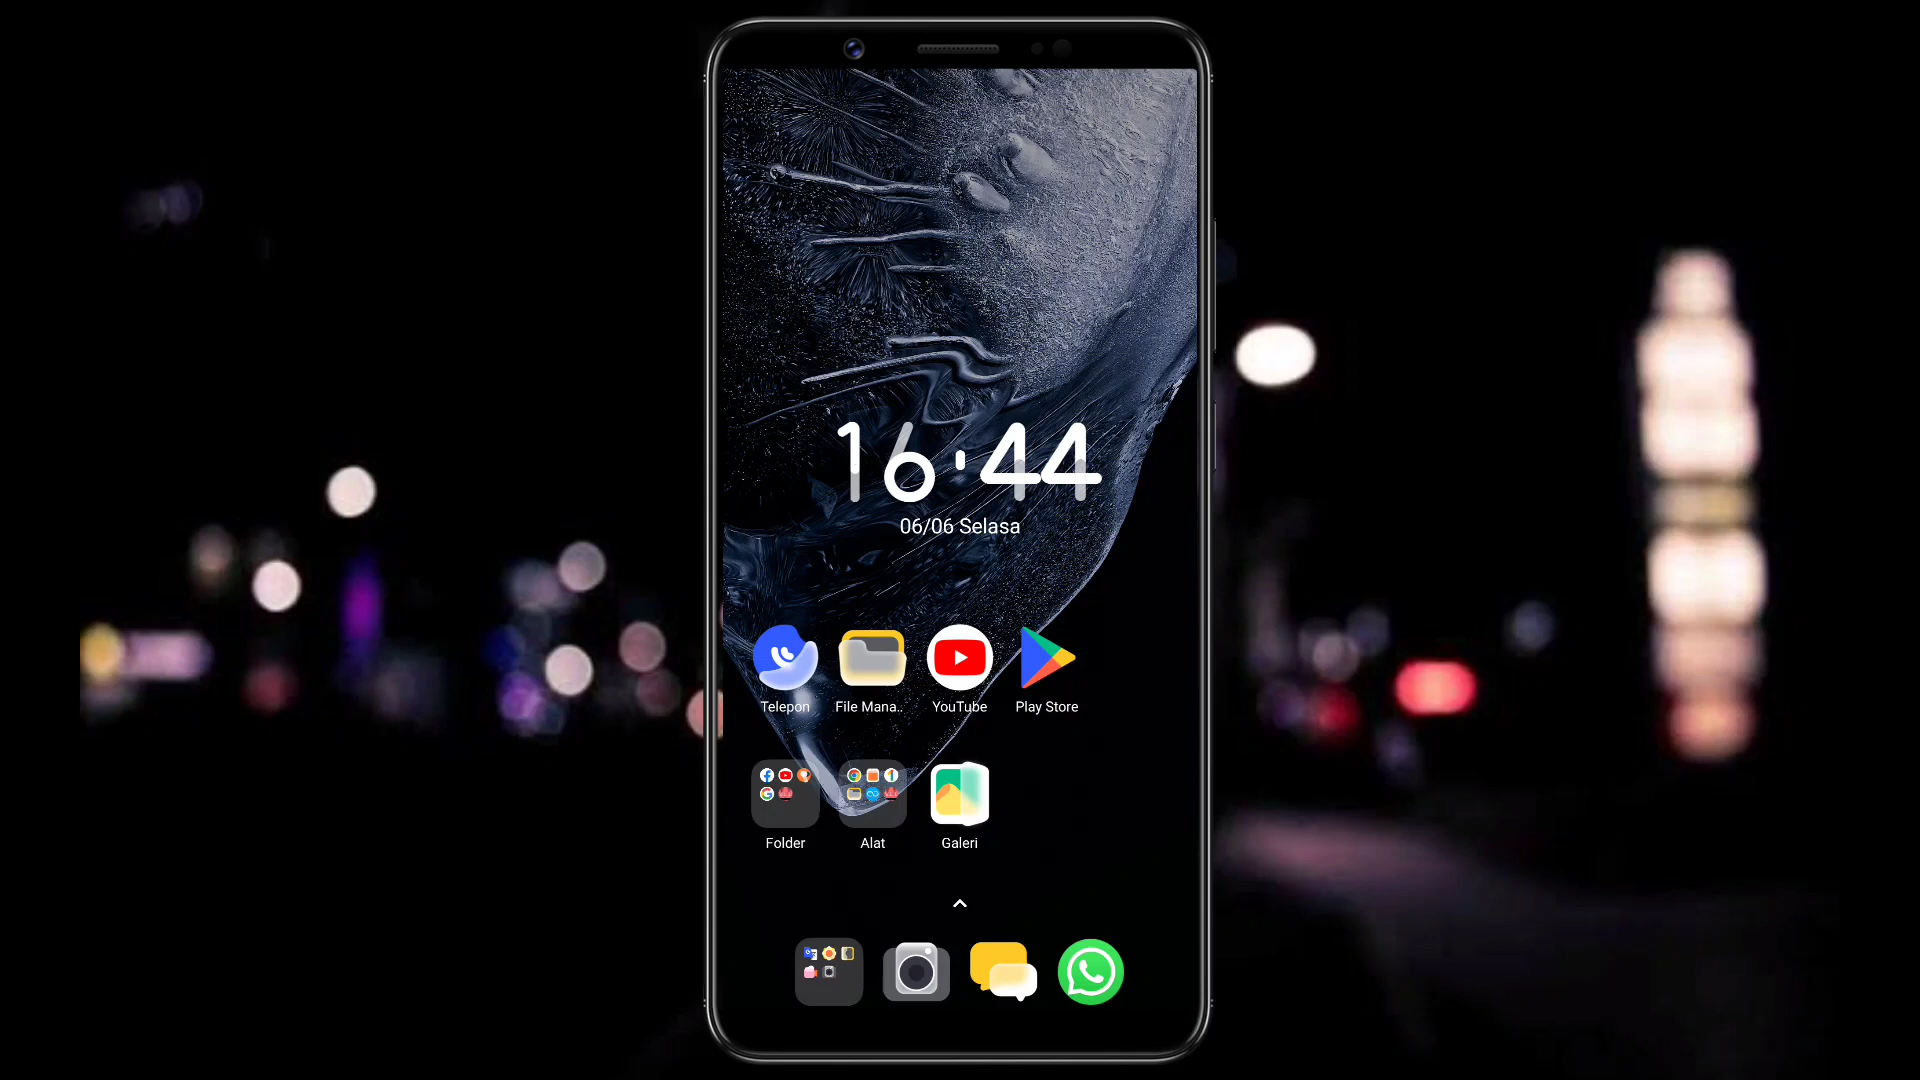 16:44
06/06 Selasa
Telepon
File Mana..
YouTube
Play Store
Folder
Alat
Galeri